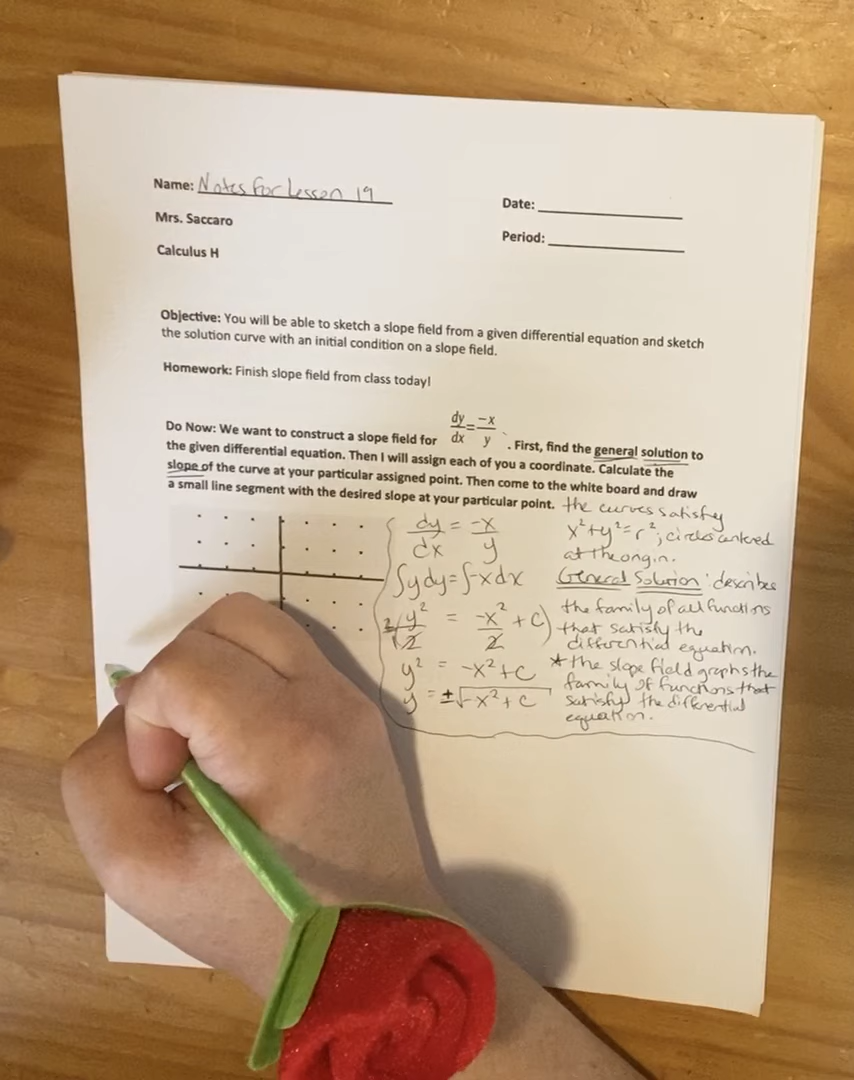 Name: Notes for Lesson 19
Date:
Mrs. Saccaro
Period:
Calculus H
Objective: You will be able to sketch a slope field from a given differential equation and sketch
the solution curve with an initial condition on a slope field.
Homework: Finish slope field from class today!
Do Now: We want to construct a slope field for dy/dx = -x/y . First, find the general solution to
the given differential equation. Then I will assign each of you a coordinate. Calculate the
slope of the curve at your particular assigned point. Then come to the white board and draw
a small line segment with the desired slope at your particular point.
dy/dx = -x/y
∫y dy = ∫-x dx
2(y²/2 = -x²/2 + C)
y² = -x² + C
y = ±√-x² + C
the curves satisfy
x² + y² = r²; circles centered
at the origin.
General Solution: describes
the family of all functions
that satisfy the
differential equation.
* the slope field graphs the
family of functions that
satisfy the differential
equation.